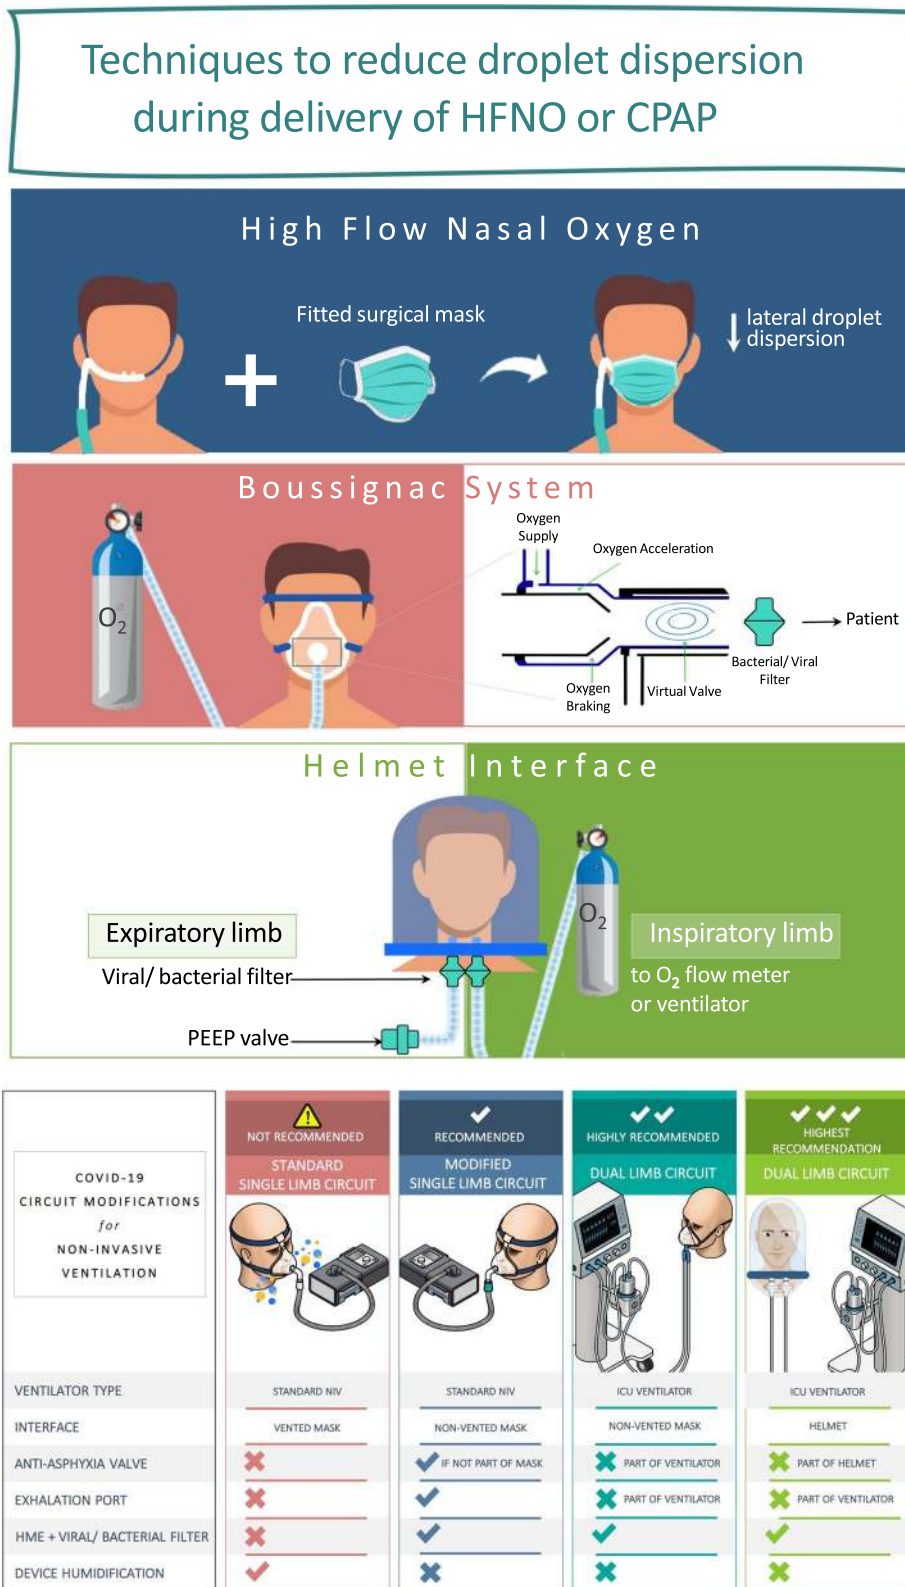 Techniques to reduce droplet dispersion
during delivery of HFNO or CPAP
High Flow Nasal Oxygen
Fitted surgical mask
lateral droplet
dispersion
Boussignac System
O2
Oxygen
Supply
Oxygen Acceleration
Patient
Bacterial/ Viral
Filter
Oxygen
Braking
Virtual Valve
Helmet Interface
O2
Expiratory limb
Viral/ bacterial filter
PEEP valve
Inspiratory limb
to O2 flow meter
or ventilator
COVID-19
CIRCUIT MODIFICATIONS
for
NON-INVASIVE
VENTILATION
NOT RECOMMENDED
STANDARD
SINGLE LIMB CIRCUIT
RECOMMENDED
MODIFIED
SINGLE LIMB CIRCUIT
HIGHLY RECOMMENDED
DUAL LIMB CIRCUIT
HIGHEST
RECOMMENDATION
DUAL LIMB CIRCUIT
VENTILATOR TYPE STANDARD NIV STANDARD NIV ICU VENTILATOR ICU VENTILATOR
INTERFACE VENTED MASK NON-VENTED MASK NON-VENTED MASK HELMET
ANTI-ASPHYXIA VALVE IF NOT PART OF MASK PART OF VENTILATOR PART OF HELMET
EXHALATION PORT PART OF VENTILATOR PART OF VENTILATOR
HME + VIRAL/ BACTERIAL FILTER
DEVICE HUMIDIFICATION